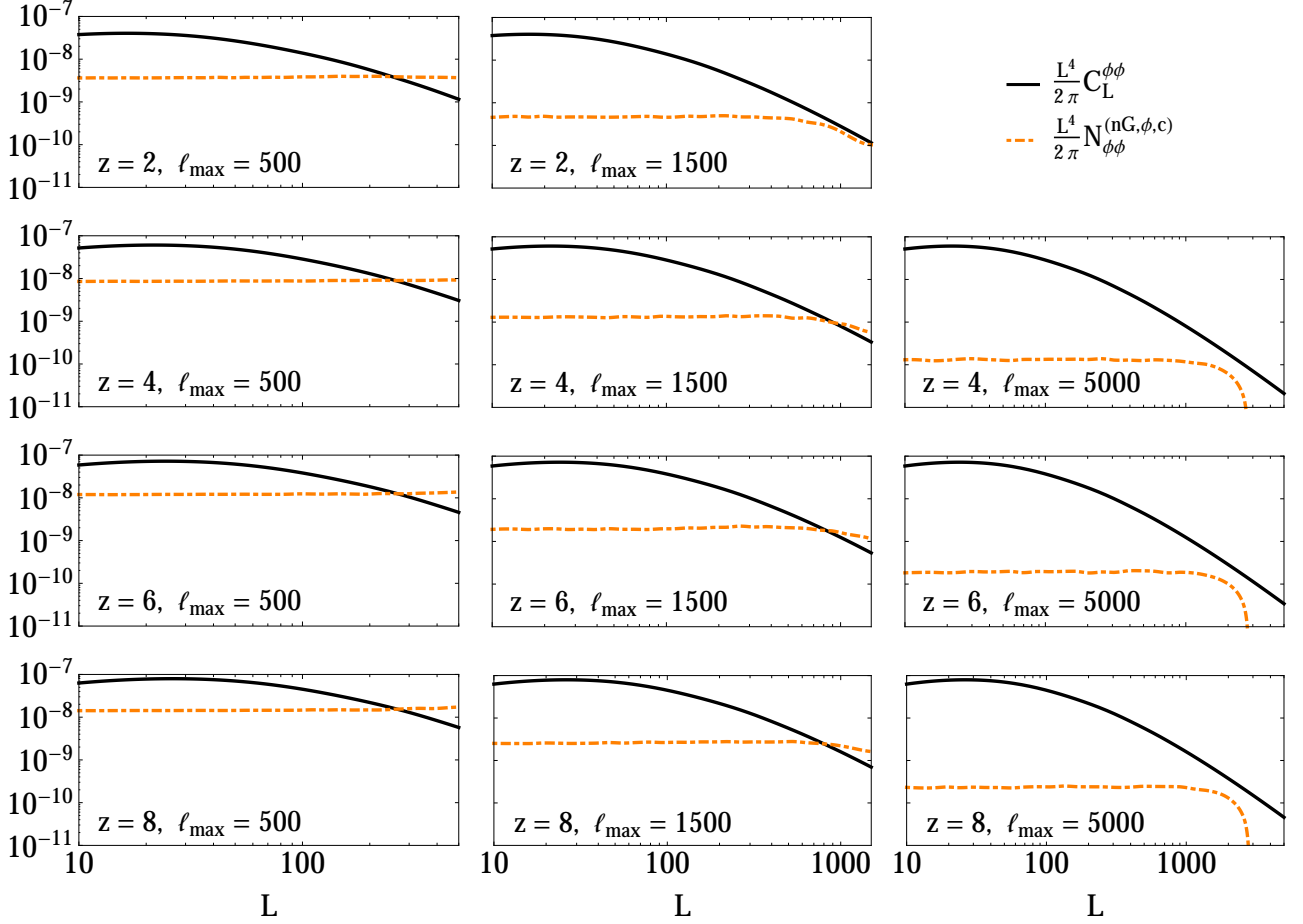 10⁻⁷
10⁻⁸
10⁻⁹
10⁻¹⁰
10⁻¹¹
z = 2, ℓmax = 500
z = 2, ℓmax = 1500
L⁴/2 π C_L^ϕϕ
L⁴/2 π N_ϕϕ^(nG,ϕ,c)
10⁻⁷
10⁻⁸
10⁻⁹
10⁻¹⁰
10⁻¹¹
z = 4, ℓmax = 500
z = 4, ℓmax = 1500
z = 4, ℓmax = 5000
10⁻⁷
10⁻⁸
10⁻⁹
10⁻¹⁰
10⁻¹¹
z = 6, ℓmax = 500
z = 6, ℓmax = 1500
z = 6, ℓmax = 5000
10⁻⁷
10⁻⁸
10⁻⁹
10⁻¹⁰
10⁻¹¹
z = 8, ℓmax = 500
z = 8, ℓmax = 1500
z = 8, ℓmax = 5000
10 100
10 100 1000
10 100 1000
L
L
L